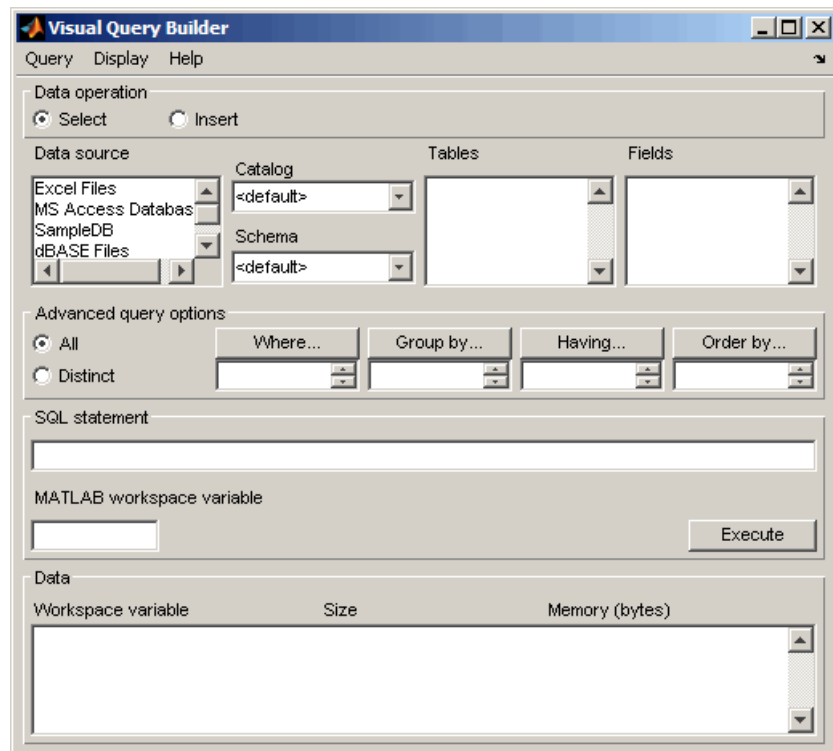 Visual Query Builder
Query Display Help
Data operation
Select Insert
Data source Catalog Tables Fields
Excel Files
MS Access Databas
SampleDB
dBASE Files
<default>
Schema
<default>
Advanced query options
All Where... Group by... Having... Order by...
Distinct
SQL statement
MATLAB workspace variable
Execute
Data
Workspace variable Size Memory (bytes)